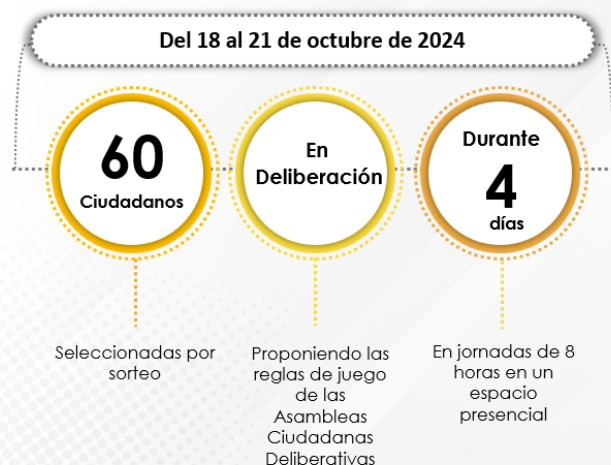 Del 18 al 21 de octubre de 2024
60
Ciudadanos
Seleccionadas por
sorteo
En
Deliberación
Proponiendo las
reglas de juego
de las
Asambleas
Ciudadanas
Deliberativas
Durante
4
días
En jornadas de 8
horas en un
espacio
presencial